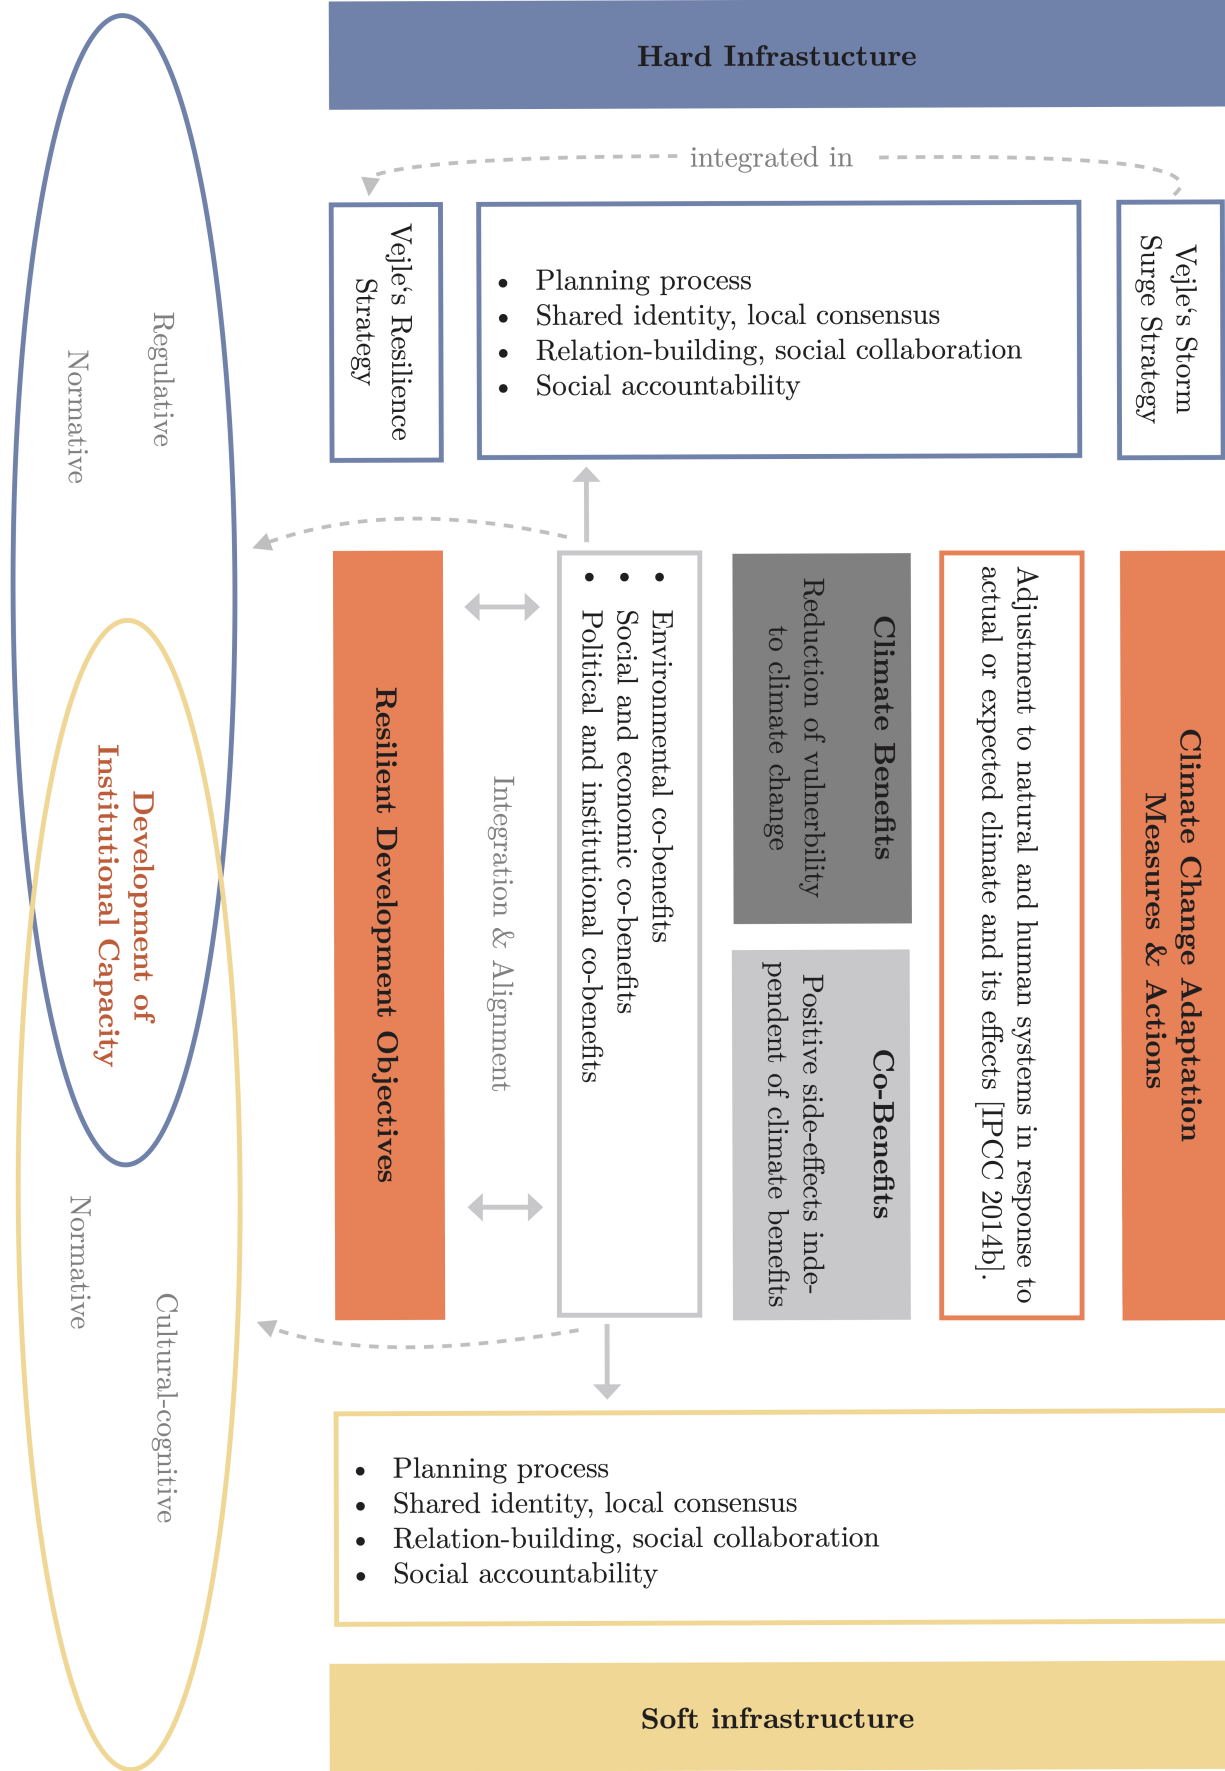 Hard Infrastucture
integrated in
Vejle‘s Resilience
Strategy
• Planning process
• Shared identity, local consensus
• Relation-building, social collaboration
• Social accountability
Vejle‘s Storm
Surge Strategy
Regulative
Normative
Climate Change Adaptation
Measures & Actions
Adjustment to natural and human systems in response to
actual or expected climate and its effects [IPCC 2014b].
Climate Benefits
Reduction of vulnerbility
to climate change
Co-Benefits
Positive side-effects inde-
pendent of climate benefits
• Environmental co-benefits
• Social and economic co-benefits
• Political and institutional co-benefits
Integration & Alignment
Resilient Development Objectives
Development of
Institutional Capacity
Normative
Cultural-cognitive
• Planning process
• Shared identity, local consensus
• Relation-building, social collaboration
• Social accountability
Soft infrastructure